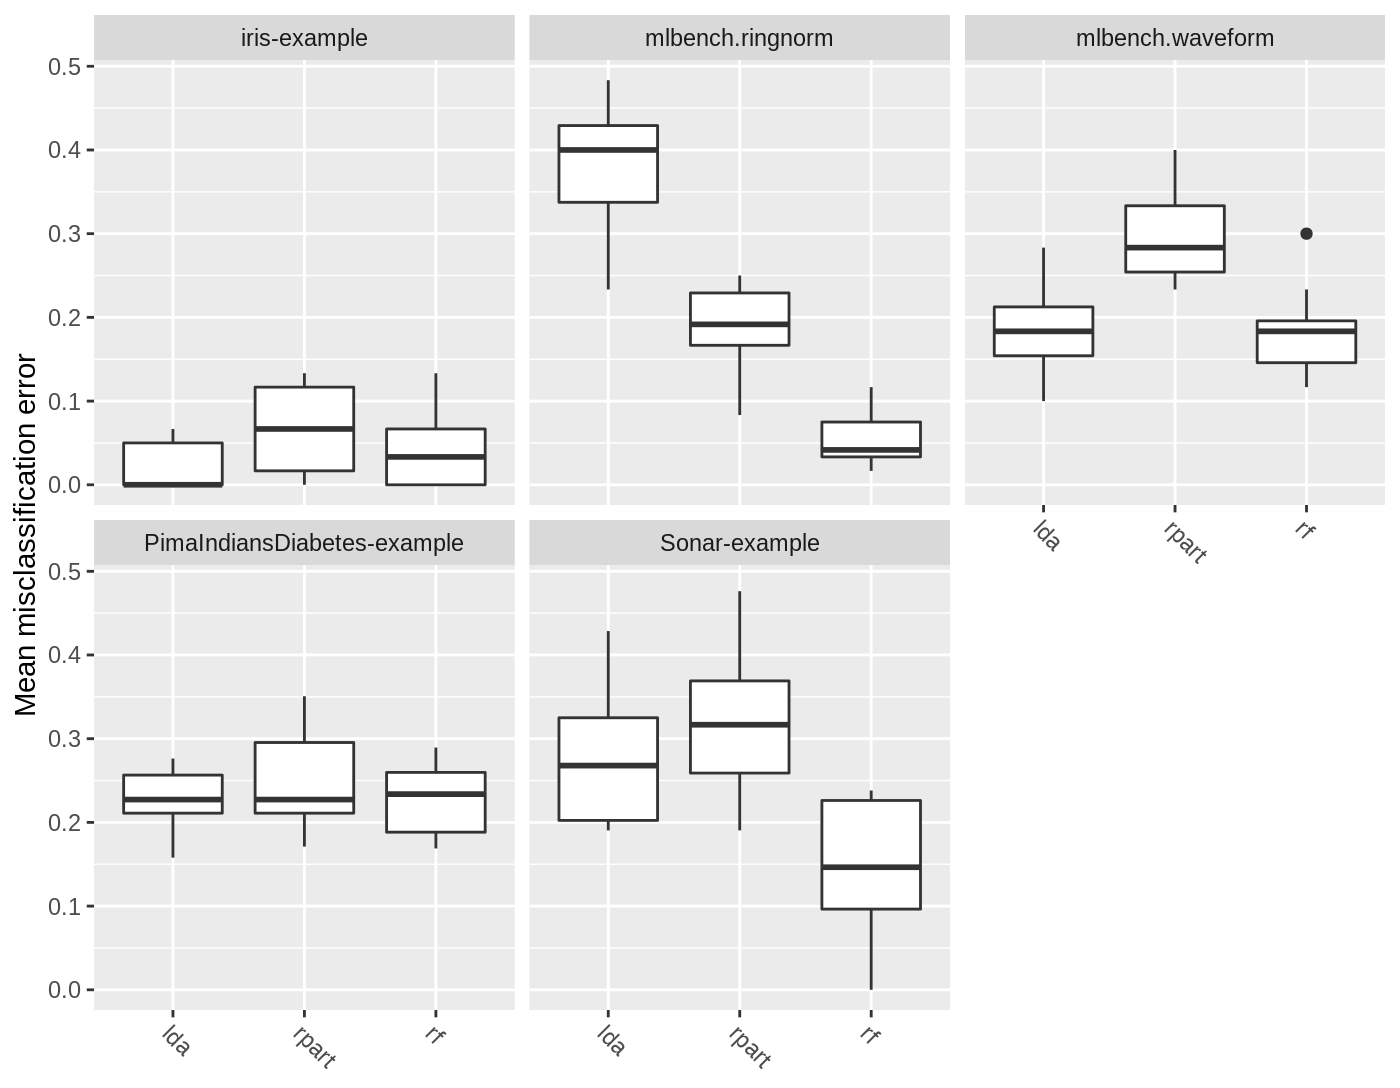 iris-example
mlbench.ringnorm
mlbench.waveform
0.5
0.4
0.3
0.2
0.1
0.0
lda
rpart
rf
Mean misclassification error
PimaIndiansDiabetes-example
Sonar-example
0.5
0.4
0.3
0.2
0.1
0.0
lda
rpart
rf
lda
rpart
rf